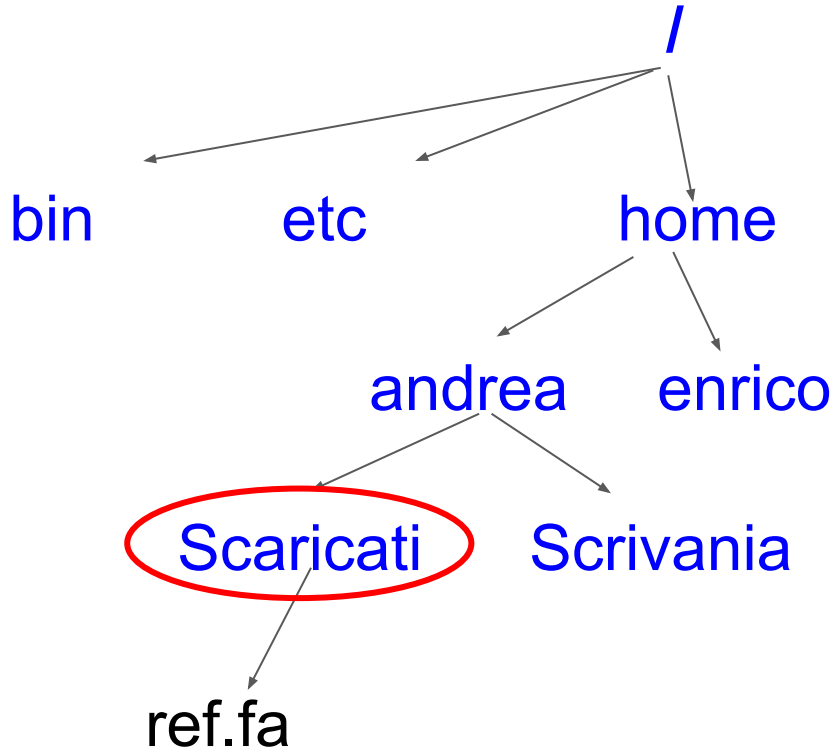 /
bin etc home
andrea enrico
Scaricati Scrivania
ref.fa